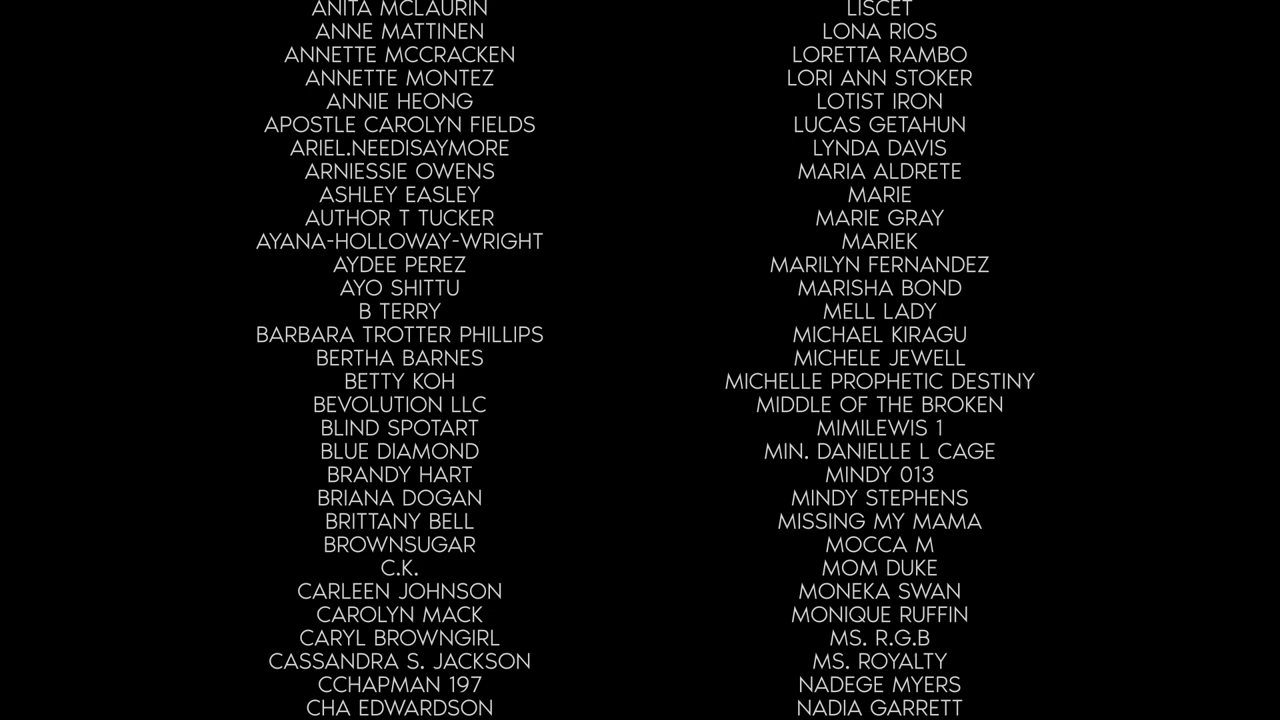 ANITA MCLAURIN
ANNE MATTINEN
ANNETTE MCCRACKEN
ANNETTE MONTEZ
ANNIE HEONG
APOSTLE CAROLYN FIELDS
ARIEL.NEEDISAYMORE
ARNIESSIE OWENS
ASHLEY EASLEY
AUTHOR T TUCKER
AYANA-HOLLOWAY-WRIGHT
AYDEE PEREZ
AYO SHITTU
B TERRY
BARBARA TROTTER PHILLIPS
BERTHA BARNES
BETTY KOH
BEVOLUTION LLC
BLIND SPOTART
BLUE DIAMOND
BRANDY HART
BRIANA DOGAN
BRITTANY BELL
BROWNSUGAR
C.K.
CARLEEN JOHNSON
CAROLYN MACK
CARYL BROWNGIRL
CASSANDRA S. JACKSON
CCHAPMAN 197
CHA EDWARDSON
LISCET
LONA RIOS
LORETTA RAMBO
LORI ANN STOKER
LOTIST IRON
LUCAS GETAHUN
LYNDA DAVIS
MARIA ALDRETE
MARIE
MARIE GRAY
MARIEK
MARILYN FERNANDEZ
MARISHA BOND
MELL LADY
MICHAEL KIRAGU
MICHELE JEWELL
MICHELLE PROPHETIC DESTINY
MIDDLE OF THE BROKEN
MIMILEWIS 1
MIN. DANIELLE L CAGE
MINDY 013
MINDY STEPHENS
MISSING MY MAMA
MOCCA M
MOM DUKE
MONEKA SWAN
MONIQUE RUFFIN
MS. R.G.B
MS. ROYALTY
NADEGE MYERS
NADIA GARRETT